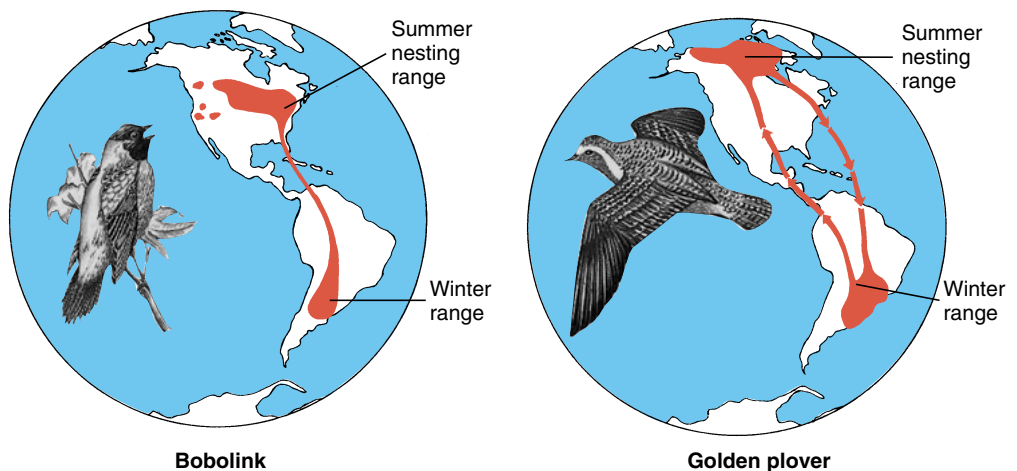 Summer
nesting
range
Winter
range
Bobolink
Summer
nesting
range
Winter
range
Golden plover